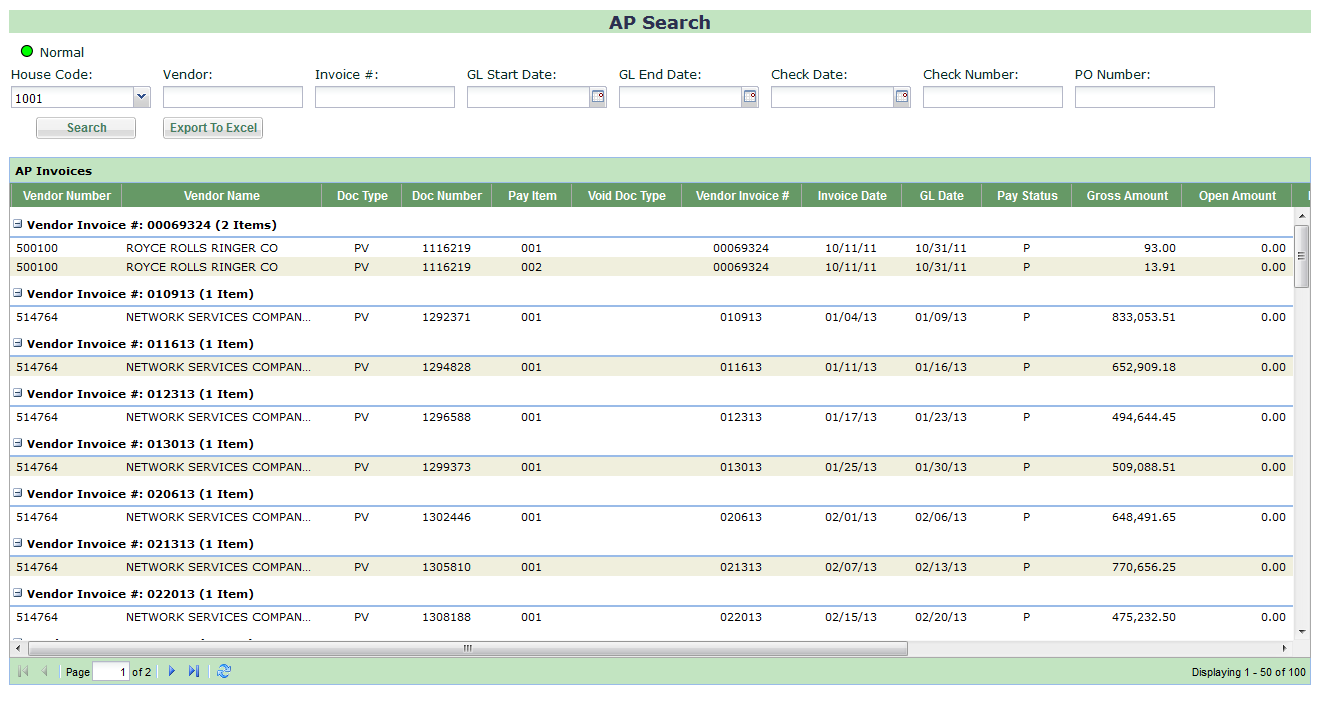 AP Search
Normal
House Code: Vendor: Invoice #: GL Start Date: GL End Date: Check Date: Check Number: PO Number:
1001
Search Export To Excel
AP Invoices
Vendor Number Vendor Name Doc Type Doc Number Pay Item Void Doc Type Vendor Invoice # Invoice Date GL Date Pay Status Gross Amount Open Amount
Vendor Invoice #: 00069324 (2 Items)
500100 ROYCE ROLLS RINGER CO PV 1116219 001 00069324 10/11/11 10/31/11 P 93.00 0.00
500100 ROYCE ROLLS RINGER CO PV 1116219 002 00069324 10/11/11 10/31/11 P 13.91 0.00
Vendor Invoice #: 010913 (1 Item)
514764 NETWORK SERVICES COMPAN... PV 1292371 001 010913 01/04/13 01/09/13 P 833,053.51 0.00
Vendor Invoice #: 011613 (1 Item)
514764 NETWORK SERVICES COMPAN... PV 1294828 001 011613 01/11/13 01/16/13 P 652,909.18 0.00
Vendor Invoice #: 012313 (1 Item)
514764 NETWORK SERVICES COMPAN... PV 1296588 001 012313 01/17/13 01/23/13 P 494,644.45 0.00
Vendor Invoice #: 013013 (1 Item)
514764 NETWORK SERVICES COMPAN... PV 1299373 001 013013 01/25/13 01/30/13 P 509,088.51 0.00
Vendor Invoice #: 020613 (1 Item)
514764 NETWORK SERVICES COMPAN... PV 1302446 001 020613 02/01/13 02/06/13 P 648,491.65 0.00
Vendor Invoice #: 021313 (1 Item)
514764 NETWORK SERVICES COMPAN... PV 1305810 001 021313 02/07/13 02/13/13 P 770,656.25 0.00
Vendor Invoice #: 022013 (1 Item)
514764 NETWORK SERVICES COMPAN... PV 1308188 001 022013 02/15/13 02/20/13 P 475,232.50 0.00
Page 1 of 2 Displaying 1 - 50 of 100